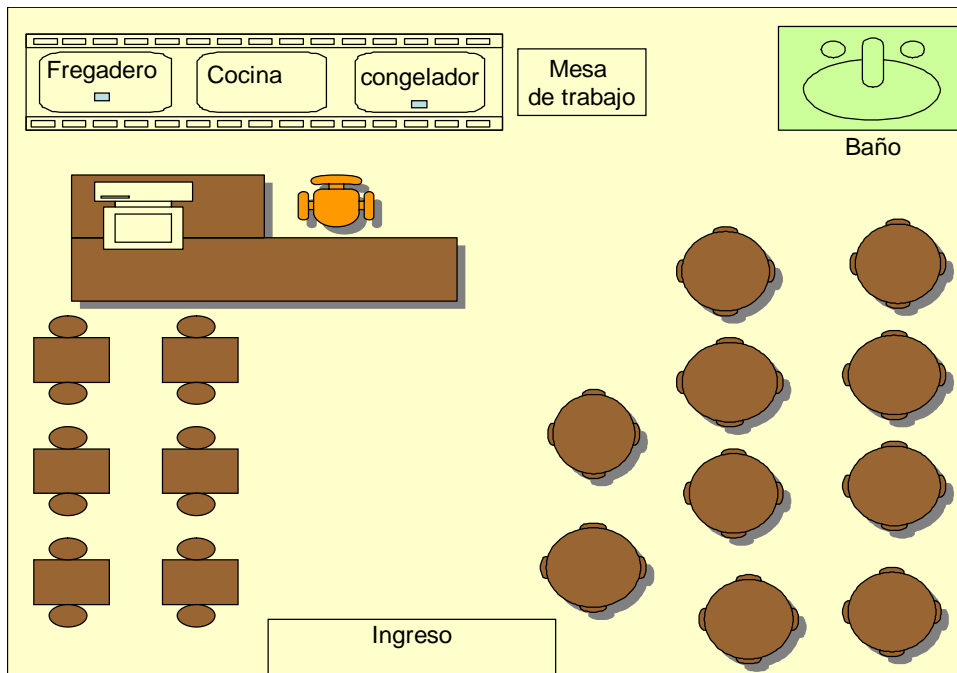 Fregadero
Cocina
congelador
Mesa
de trabajo
Baño
Ingreso